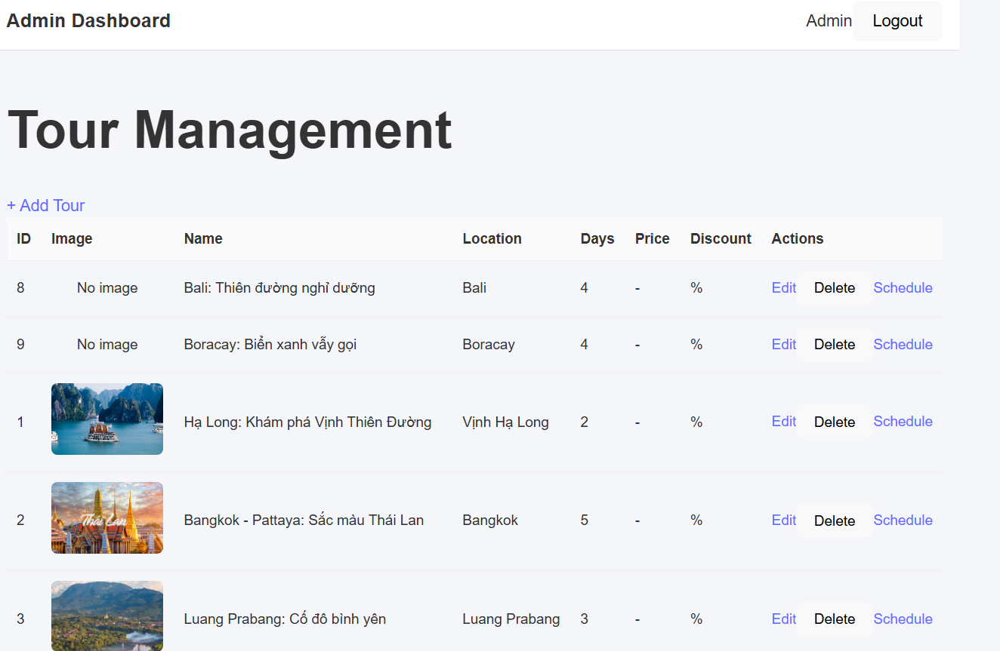 Admin Dashboard
Admin Logout
Tour Management
+ Add Tour
ID Image Name Location Days Price Discount Actions
8 No image Bali: Thiên đường nghỉ dưỡng Bali 4 - % Edit Delete Schedule
9 No image Boracay: Biển xanh vẫy gọi Boracay 4 - % Edit Delete Schedule
1 Hạ Long: Khám phá Vịnh Thiên Đường Vịnh Hạ Long 2 - % Edit Delete Schedule
2 Thái Lan Bangkok - Pattaya: Sắc màu Thái Lan Bangkok 5 - % Edit Delete Schedule
3 Luang Prabang: Cố đô bình yên Luang Prabang 3 - % Edit Delete Schedule